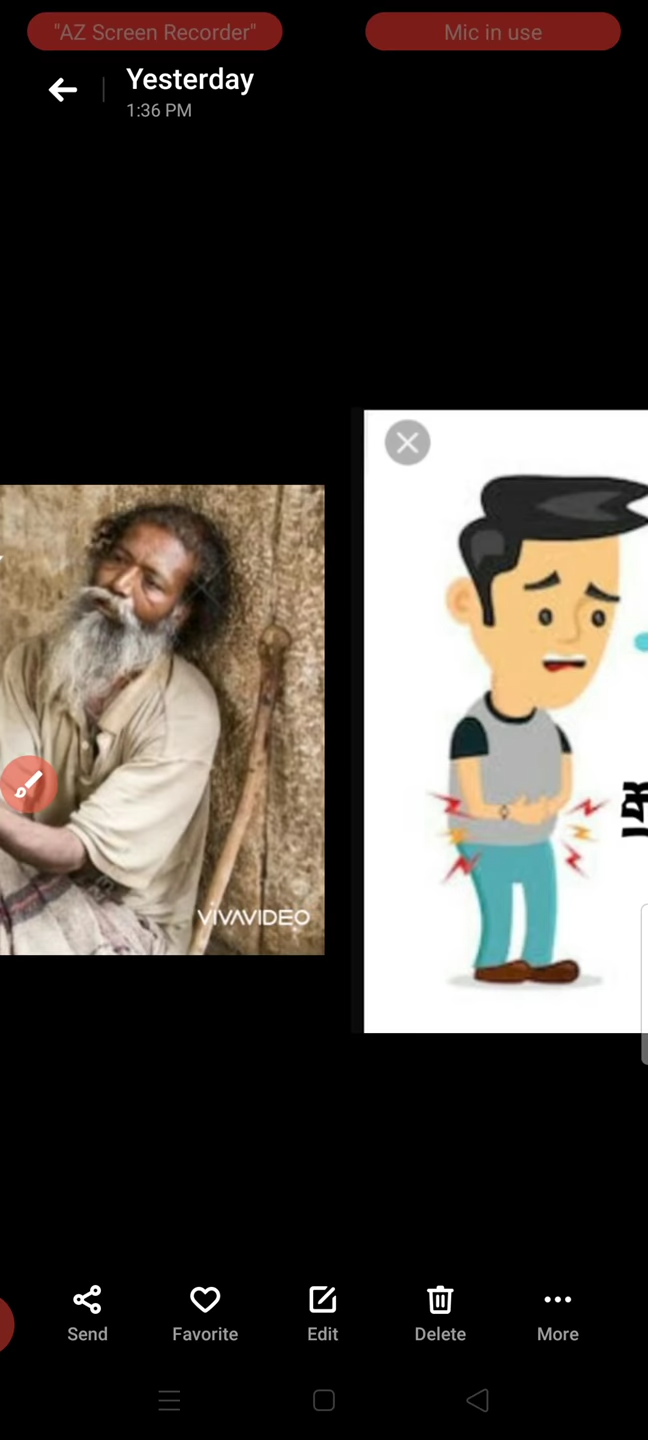 "AZ Screen Recorder" Mic in use
Yesterday
1:36 PM
VIVAVIDEO
Send Favorite Edit Delete More